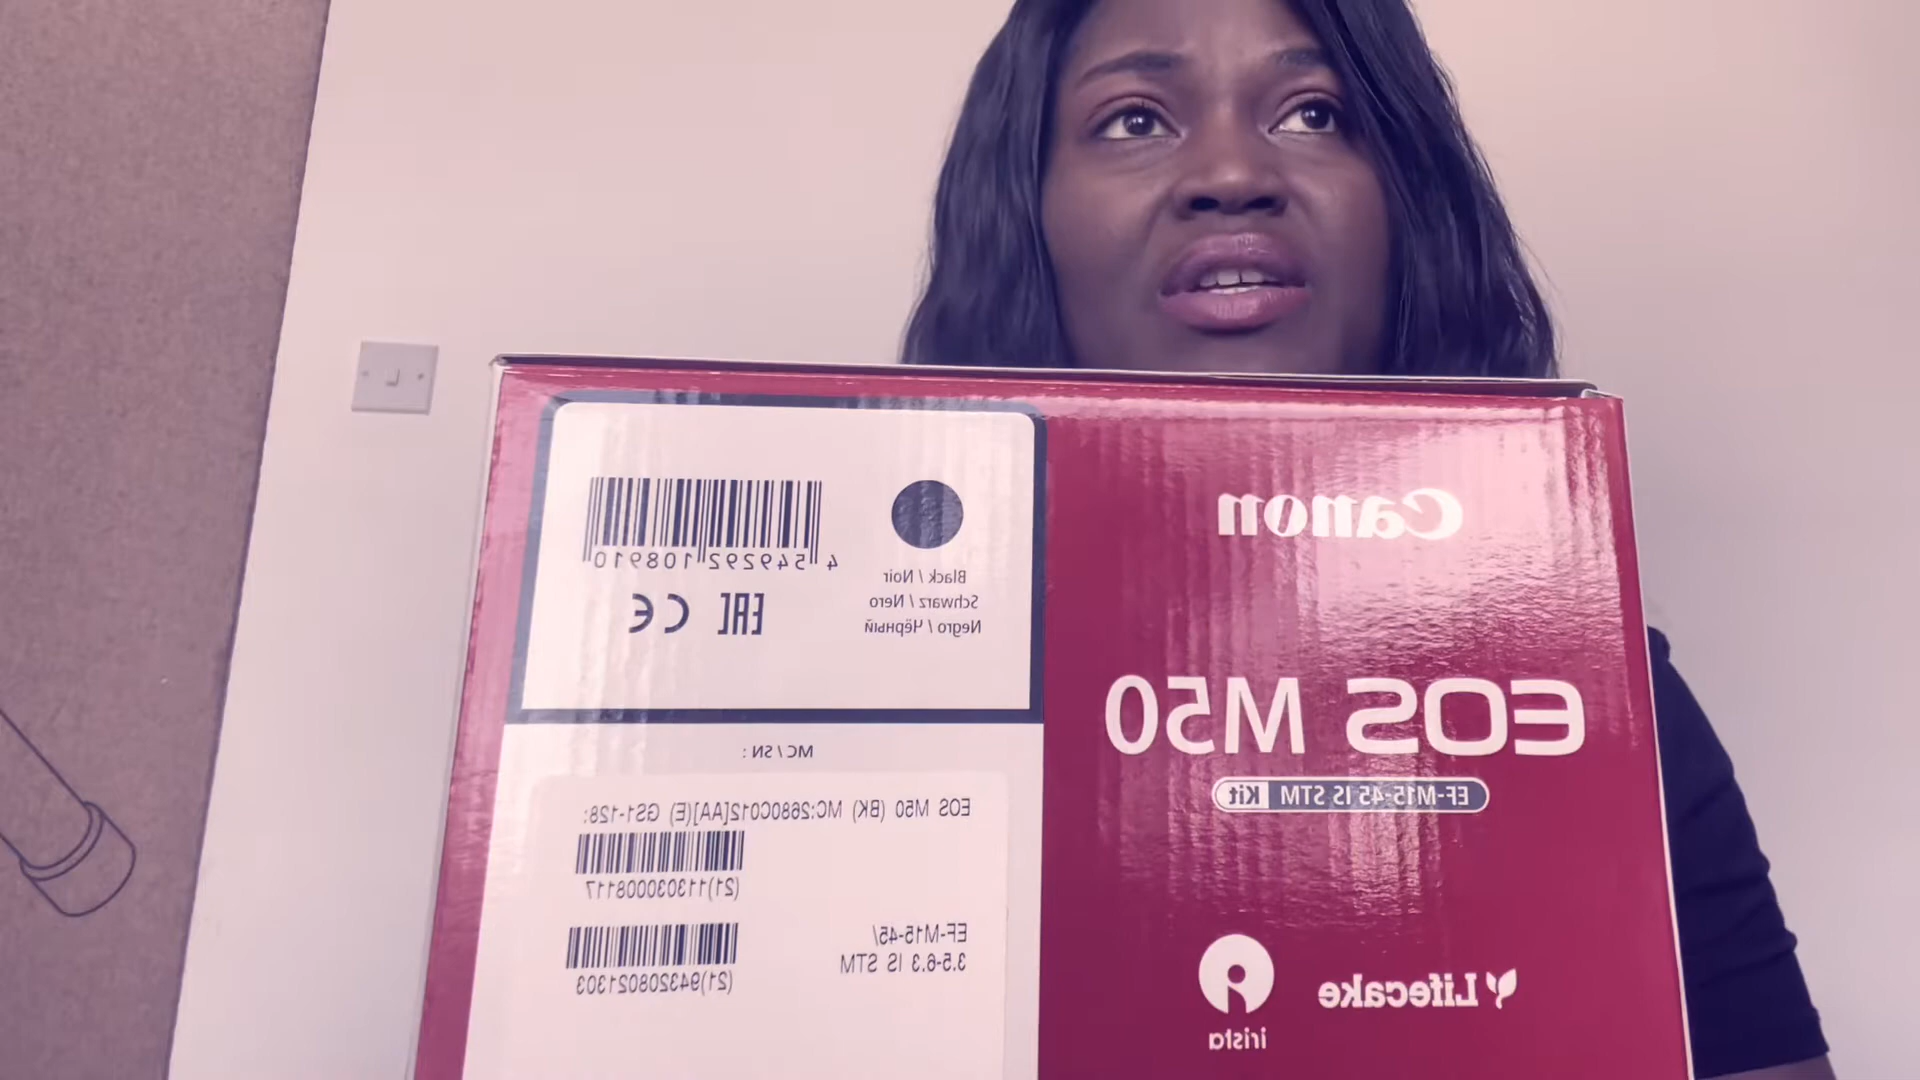 Canon
EOS M50
EF-M15-45 IS STM Kit
Lifecake
irista
Black / Noir
Schwarz / Nero
Negro / Чёрный
4 549292 108910
EAC CE
MC / SN :
EOS M50 (BK) MC:2680C012[AA](E) GS1-128:
(21)113030008117
EF-M15-45/
3.5-6.3 IS STM
(21)943208021303